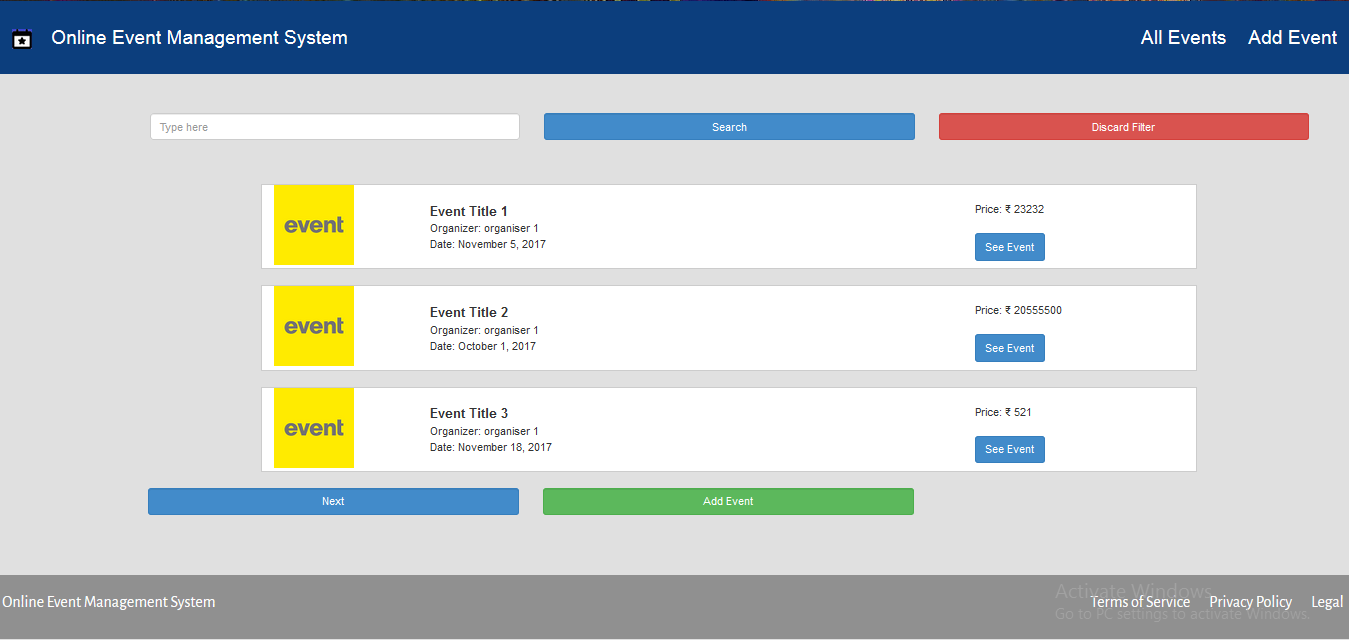 Online Event Management System
All Events Add Event
Type here
Search
Discard Filter
event
Event Title 1
Organizer: organiser 1
Date: November 5, 2017
Price: ₹ 23232
See Event
event
Event Title 2
Organizer: organiser 1
Date: October 1, 2017
Price: ₹ 20555500
See Event
event
Event Title 3
Organizer: organiser 1
Date: November 18, 2017
Price: ₹ 521
See Event
Next
Add Event
Activate Windows
Go to PC settings to activate Windows.
Online Event Management System
Terms of Service Privacy Policy Legal